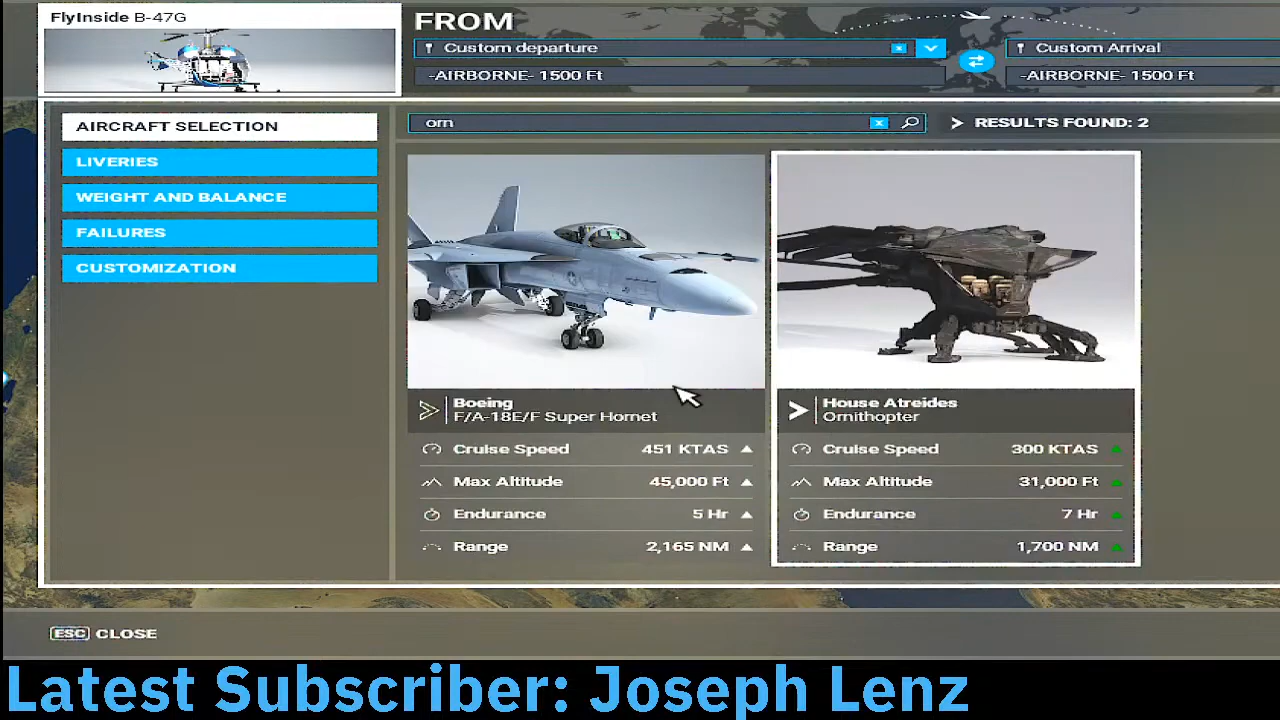 FlyInside B-47G
FROM
Custom departure
Custom Arrival
-AIRBORNE- 1500 Ft
-AIRBORNE- 1500 Ft
AIRCRAFT SELECTION
LIVERIES
WEIGHT AND BALANCE
FAILURES
CUSTOMIZATION
orn
RESULTS FOUND: 2
Boeing
F/A-18E/F Super Hornet
Cruise Speed 451 KTAS
Max Altitude 45,000 Ft
Endurance 5 Hr
Range 2,165 NM
House Atreides
Ornithopter
Cruise Speed 300 KTAS
Max Altitude 31,000 Ft
Endurance 7 Hr
Range 1,700 NM
ESC CLOSE
Latest Subscriber: Joseph Lenz